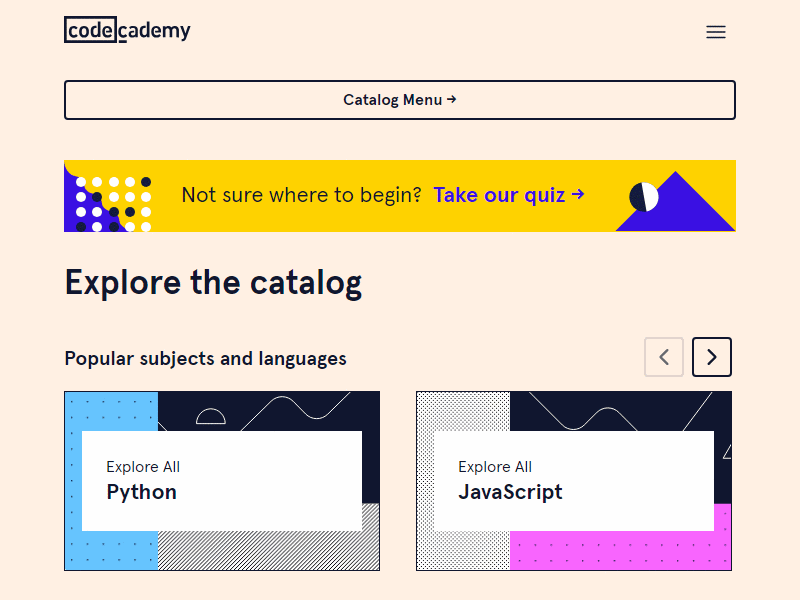 codecademy
Catalog Menu →
Not sure where to begin? Take our quiz →
Explore the catalog
Popular subjects and languages
Explore All
Python
Explore All
JavaScript